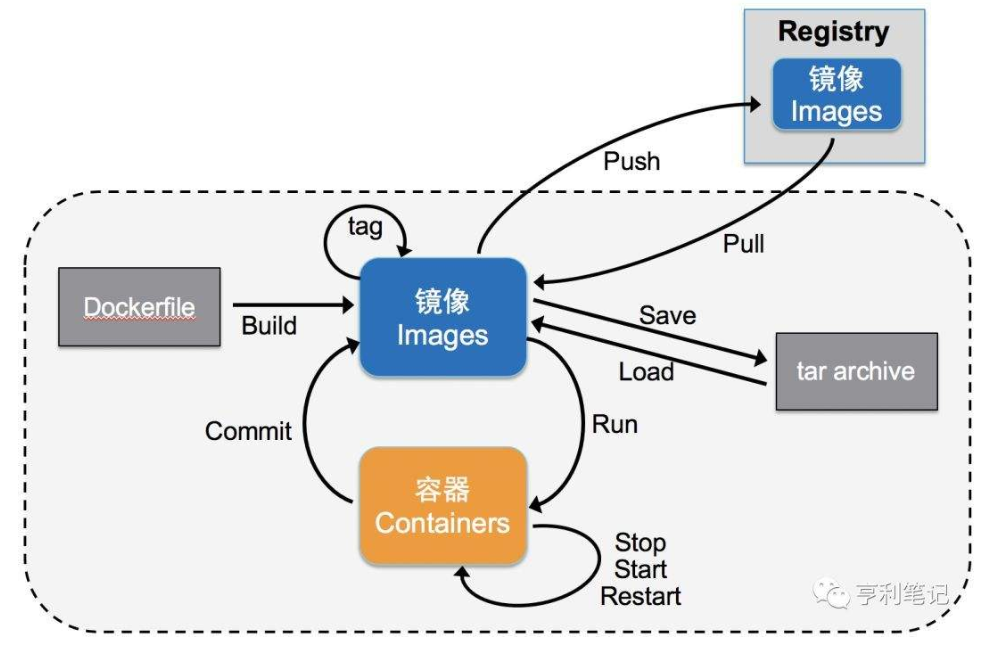 Registry
镜像
Images
Push
Pull
tag
Dockerfile
Build
镜像
Images
Save
Load
tar archive
Commit
Run
容器
Containers
Stop
Start
Restart
亨利笔记